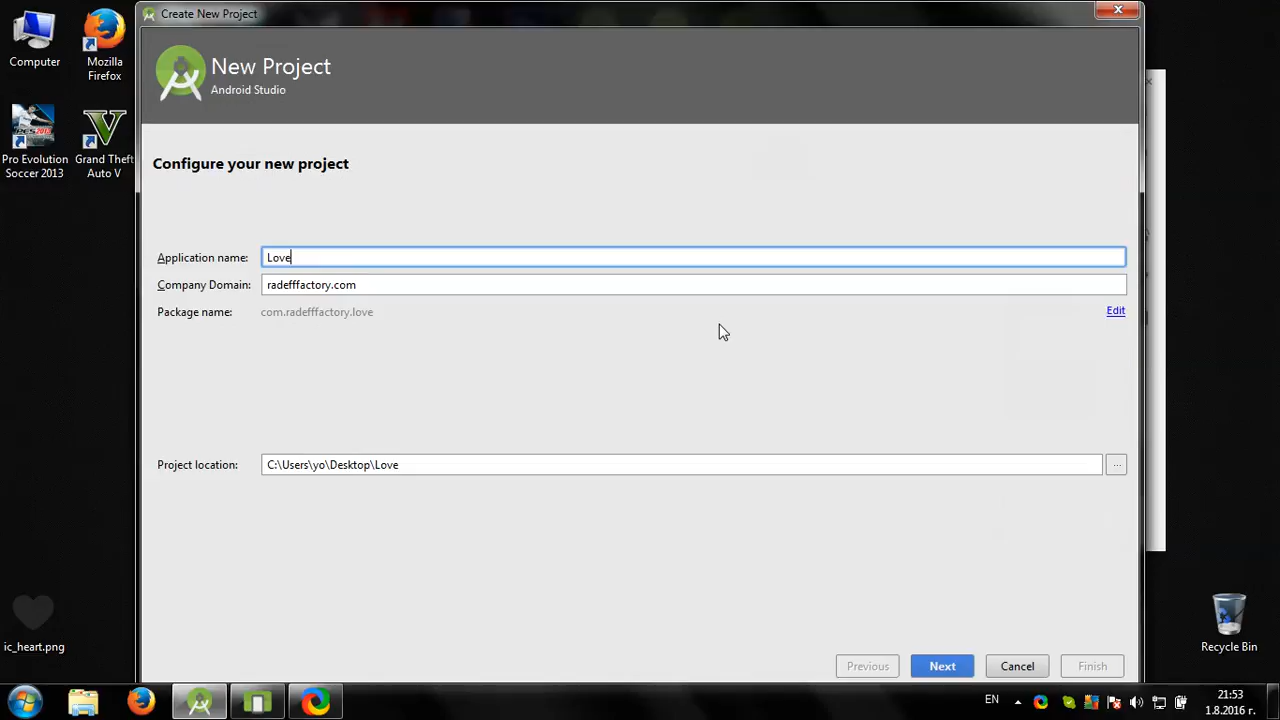 Create New Project
Computer
Mozilla
Firefox
Pro Evolution
Soccer 2013
Grand Theft
Auto V
New Project
Android Studio
Configure your new project
Application name:
Love
Company Domain:
radefffactory.com
Package name:
com.radefffactory.love
Edit
Project location:
C:\Users\yo\Desktop\Love
...
ic_heart.png
Recycle Bin
Previous
Next
Cancel
Finish
EN
21:53
1.8.2016 г.